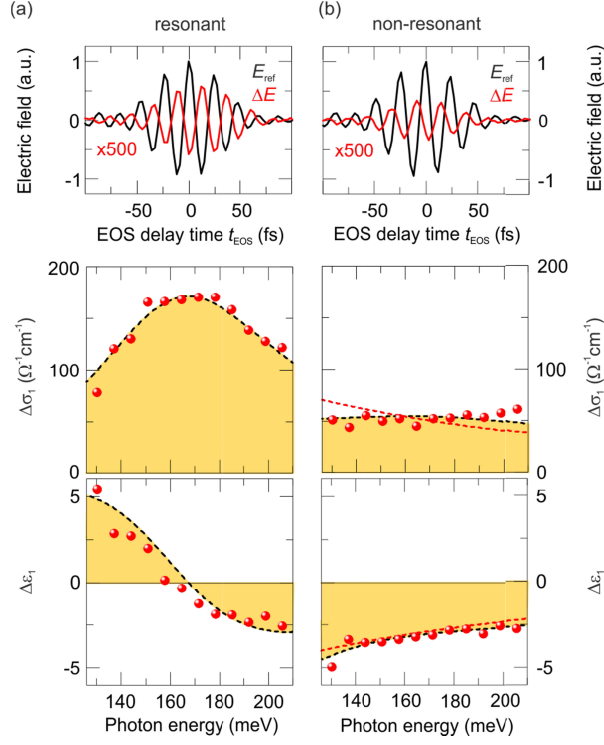 (a) resonant (b) non-resonant
Electric field (a.u.)
1
0
-1
E_ref
ΔE
x500
-50 0 50
EOS delay time t_EOS (fs)
1
0
-1
E_ref
ΔE
x500
-50 0 50
EOS delay time t_EOS (fs)
Electric field (a.u.)
Δσ₁ (Ω⁻¹cm⁻¹)
200
100
0
200
100
0
Δσ₁ (Ω⁻¹cm⁻¹)
Δε₁
5
0
-5
5
0
-5
Δε₁
140 160 180 200
Photon energy (meV)
140 160 180 200
Photon energy (meV)